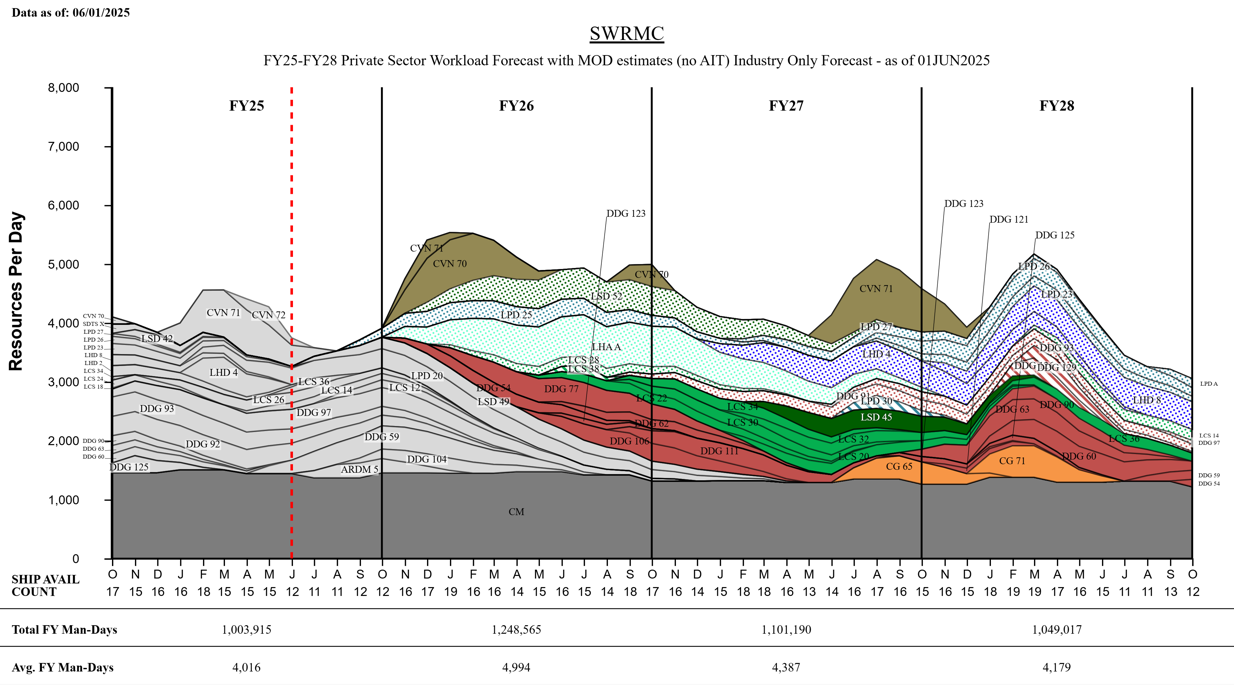 Data as of: 06/01/2025
SWRMC
FY25-FY28 Private Sector Workload Forecast with MOD estimates (no AIT) Industry Only Forecast - as of 01JUN2025
Resources Per Day
8,000
7,000
6,000
5,000
4,000
3,000
2,000
1,000
0
FY25
FY26
FY27
FY28
CVN 70
SDTS X
LPD 27
LPD 26
LPD 23
LHD 8
LHD 2
LCS 34
LCS 24
LCS 18
DDG 90
DDG 63
DDG 60
LSD 42
CVN 71
CVN 72
LHD 4
LCS 26
LCS 36
LCS 14
DDG 93
DDG 97
DDG 92
DDG 125
ARDM 5
DDG 59
DDG 104
LCS 12
LPD 20
CVN 71
CVN 70
LPD 25
DDG 54
LSD 49
DDG 123
LSD 52
LHA A
LCS 28
LCS 38
DDG 77
CVN 70
LCS 22
DDG 62
DDG 106
DDG 111
LCS 34
LCS 30
CVN 71
LPD 27
LHD 4
LPD 30
LSD 45
LCS 32
LCS 20
CG 65
DDG 123
DDG 121
DDG 125
LPD 26
LPD 23
DDG 93
DDG 129
DDG 63
DDG 90
CG 71
DDG 60
LCS 36
LHD 8
LPD A
LCS 14
DDG 97
DDG 59
DDG 54
CM
O N D J F M A M J J A S O N D J F M A M J J A S O N D J F M A M J J A S O N D J F M A M J J A S O
SHIP AVAIL COUNT
17 15 16 16 18 15 14 15 12 11 11 12 12 16 17 19 16 16 14 15 16 14 18 19 17 16 14 12 13 18 16 14 14 16 17 16 15 16 15 18 19 19 17 16 15 11 11 13 12
Total FY Man-Days 1,003,915 1,248,565 1,101,190 1,049,017
Avg. FY Man-Days 4,016 4,994 4,387 4,179